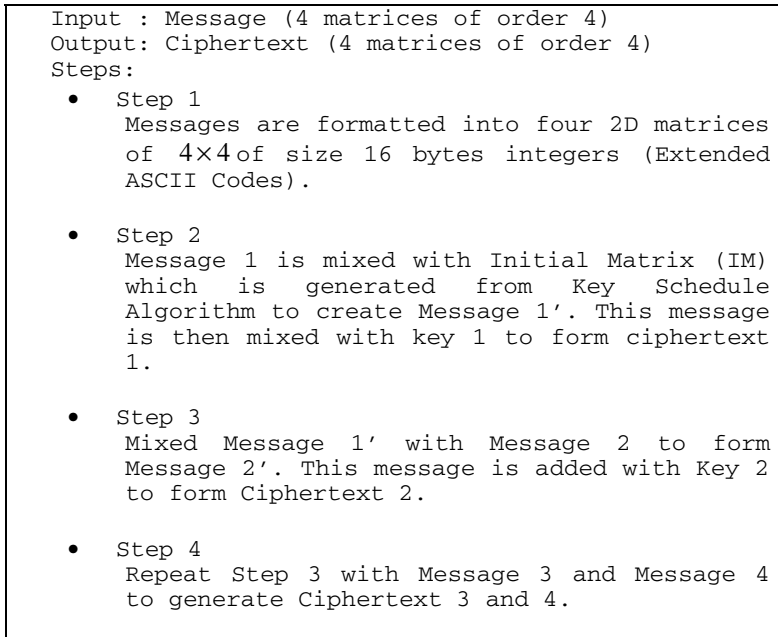 Input : Message (4 matrices of order 4)
Output: Ciphertext (4 matrices of order 4)
Steps:
• Step 1
Messages are formatted into four 2D matrices
of 4×4 of size 16 bytes integers (Extended
ASCII Codes).
• Step 2
Message 1 is mixed with Initial Matrix (IM)
which is generated from Key Schedule
Algorithm to create Message 1′. This message
is then mixed with key 1 to form ciphertext
1.
• Step 3
Mixed Message 1′ with Message 2 to form
Message 2′. This message is added with Key 2
to form Ciphertext 2.
• Step 4
Repeat Step 3 with Message 3 and Message 4
to generate Ciphertext 3 and 4.